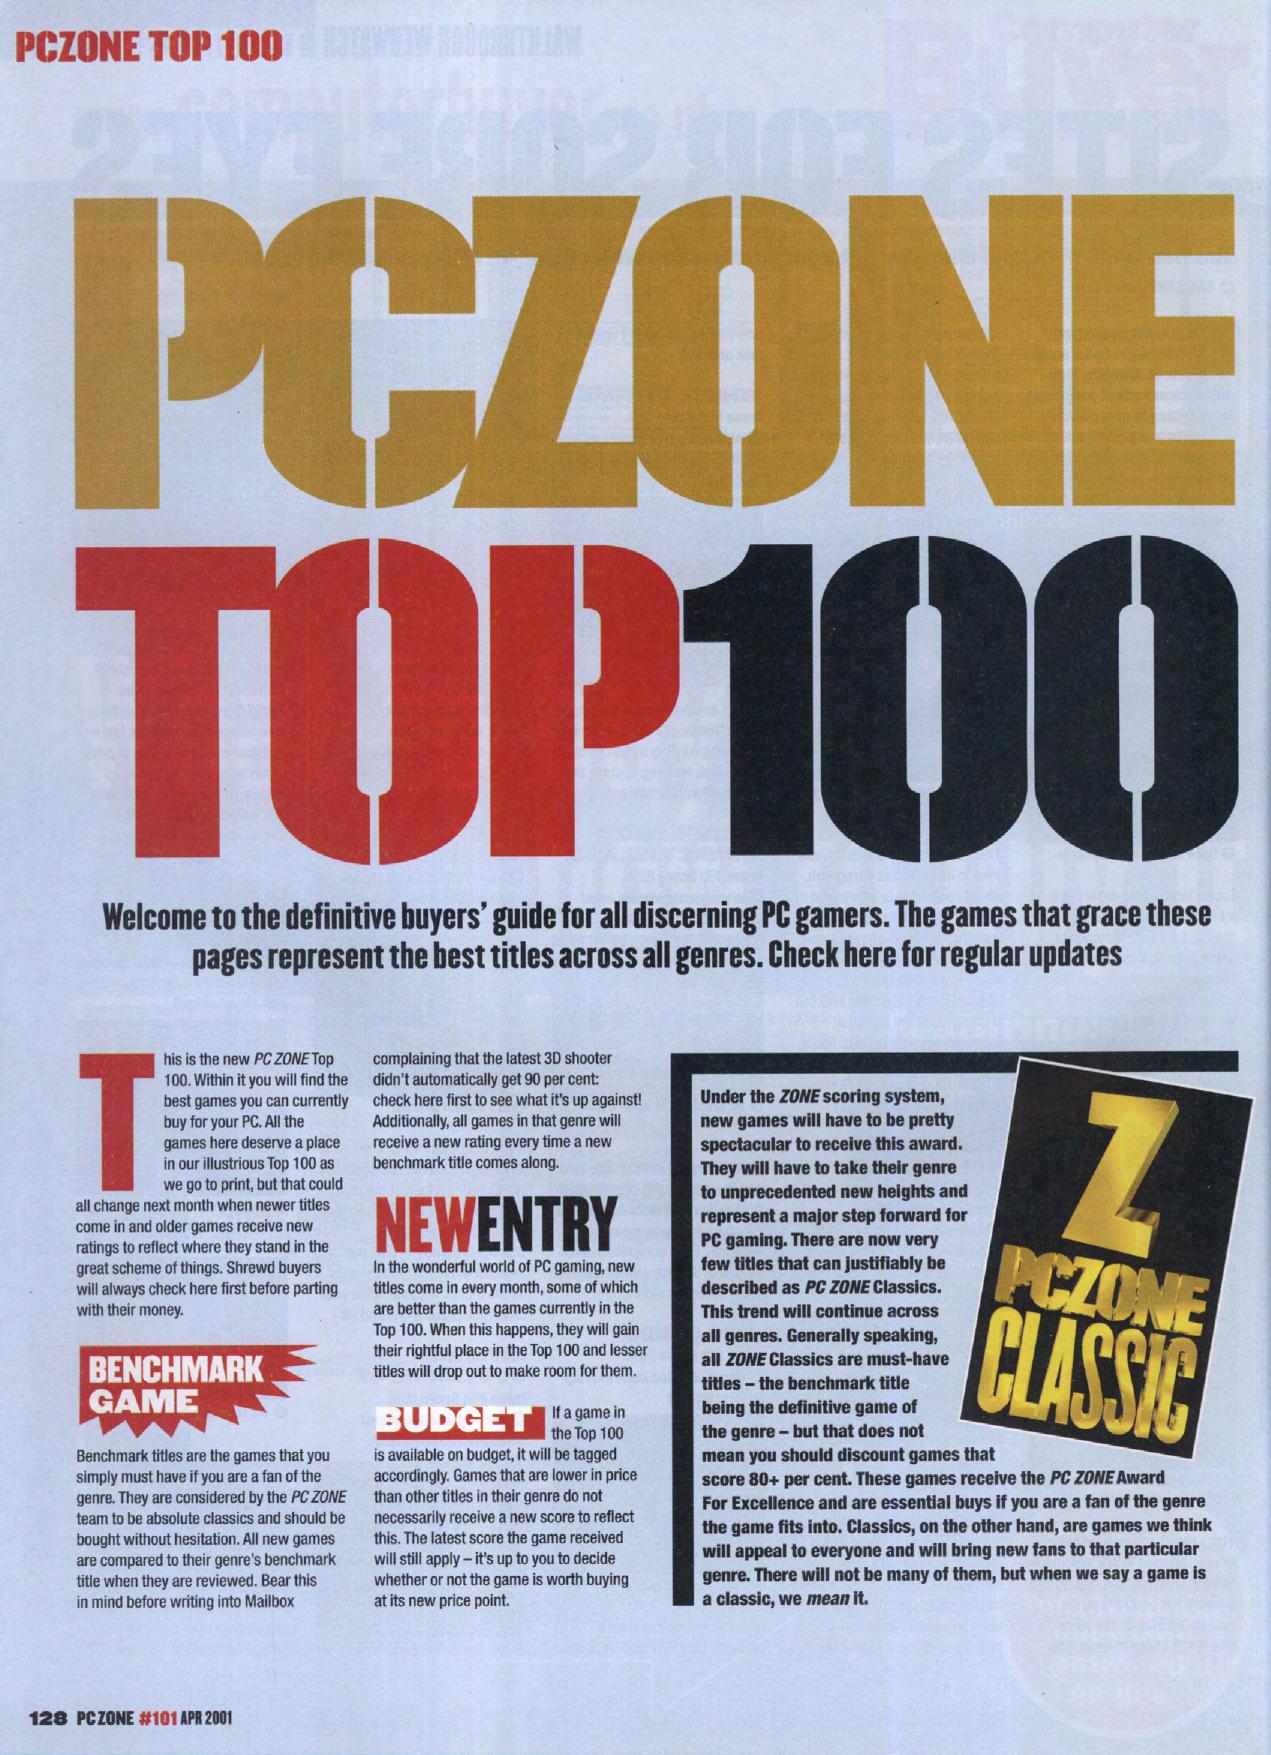 PCZONE TOP 100
PCZONE
TOP100
Welcome to the definitive buyers' guide for all discerning PC gamers. The games that grace these
pages represent the best titles across all genres. Check here for regular updates
This is the new PC ZONE Top
100. Within it you will find the
best games you can currently
buy for your PC. All the
games here deserve a place
in our illustrious Top 100 as
we go to print, but that could
all change next month when newer titles
come in and older games receive new
ratings to reflect where they stand in the
great scheme of things. Shrewd buyers
will always check here first before parting
with their money.
BENCHMARK
GAME
Benchmark titles are the games that you
simply must have if you are a fan of the
genre. They are considered by the PC ZONE
team to be absolute classics and should be
bought without hesitation. All new games
are compared to their genre's benchmark
title when they are reviewed. Bear this
in mind before writing into Mailbox
complaining that the latest 3D shooter
didn't automatically get 90 per cent:
check here first to see what it's up against!
Additionally, all games in that genre will
receive a new rating every time a new
benchmark title comes along.
NEWENTRY
In the wonderful world of PC gaming, new
titles come in every month, some of which
are better than the games currently in the
Top 100. When this happens, they will gain
their rightful place in the Top 100 and lesser
titles will drop out to make room for them.
BUDGET If a game in
the Top 100
is available on budget, it will be tagged
accordingly. Games that are lower in price
than other titles in their genre do not
necessarily receive a new score to reflect
this. The latest score the game received
will still apply – it's up to you to decide
whether or not the game is worth buying
at its new price point.
Under the ZONE scoring system,
new games will have to be pretty
spectacular to receive this award.
They will have to take their genre
to unprecedented new heights and
represent a major step forward for
PC gaming. There are now very
few titles that can justifiably be
described as PC ZONE Classics.
This trend will continue across
all genres. Generally speaking,
all ZONE Classics are must-have
titles – the benchmark title
being the definitive game of
the genre – but that does not
mean you should discount games that
score 80+ per cent. These games receive the PC ZONE Award
For Excellence and are essential buys if you are a fan of the genre
the game fits into. Classics, on the other hand, are games we think
will appeal to everyone and will bring new fans to that particular
genre. There will not be many of them, but when we say a game is
a classic, we mean it.
Z
PCZONE
CLASSIC
128 PCZONE #101 APR 2001